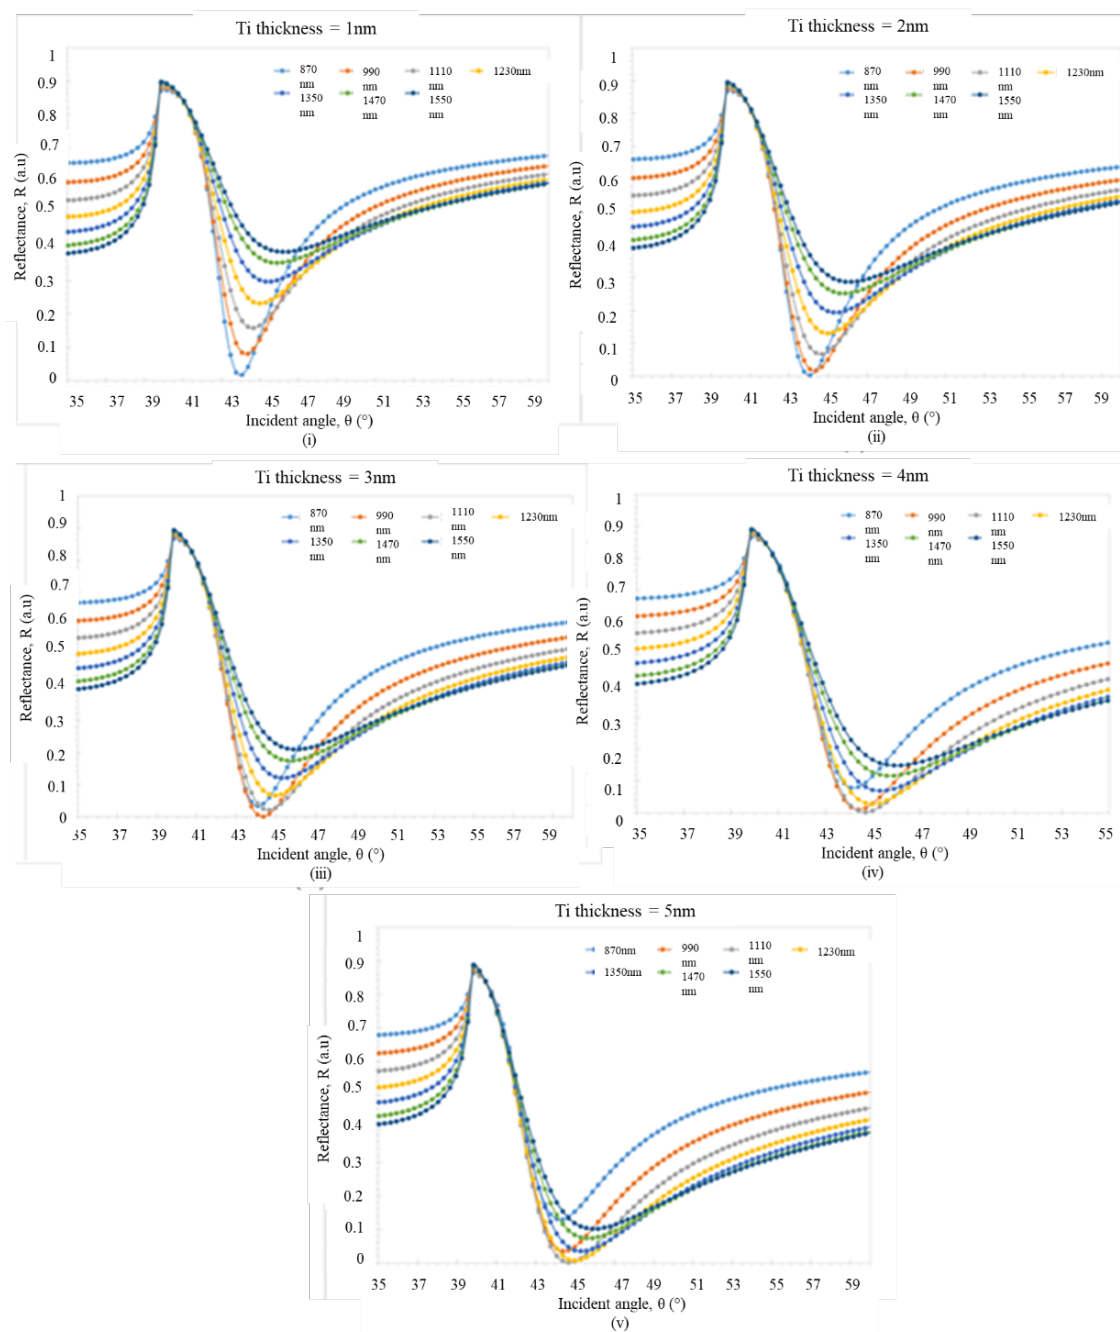 Ti thickness = 1nm
1
0.9
0.8
0.7
0.6
0.5
0.4
0.3
0.2
0.1
0
Reflectance, R (a.u)
870 nm
990 nm
1110 nm
1230nm
1350 nm
1470 nm
1550 nm
35 37 39 41 43 45 47 49 51 53 55 57 59
Incident angle, θ (°)
(i)
Ti thickness = 2nm
1
0.9
0.8
0.7
0.6
0.5
0.4
0.3
0.2
0.1
0
Reflectance, R (a.u)
870 nm
990 nm
1110 nm
1230nm
1350 nm
1470 nm
1550 nm
35 37 39 41 43 45 47 49 51 53 55 57 59
Incident angle, θ (°)
(ii)
Ti thickness = 3nm
1
0.9
0.8
0.7
0.6
0.5
0.4
0.3
0.2
0.1
0
Reflectance, R (a.u)
870 nm
990 nm
1110 nm
1230nm
1350 nm
1470 nm
1550 nm
35 37 39 41 43 45 47 49 51 53 55 57 59
Incident angle, θ (°)
(iii)
Ti thickness = 4nm
1
0.9
0.8
0.7
0.6
0.5
0.4
0.3
0.2
0.1
0
Reflectance, R (a.u)
870 nm
990 nm
1110 nm
1230nm
1350 nm
1470 nm
1550 nm
35 37 39 41 43 45 47 49 51 53 55
Incident angle, θ (°)
(iv)
Ti thickness = 5nm
1
0.9
0.8
0.7
0.6
0.5
0.4
0.3
0.2
0.1
0
Reflectance, R (a.u)
870nm
990 nm
1110 nm
1230nm
1350nm
1470 nm
1550 nm
35 37 39 41 43 45 47 49 51 53 55 57 59
Incident angle, θ (°)
(v)